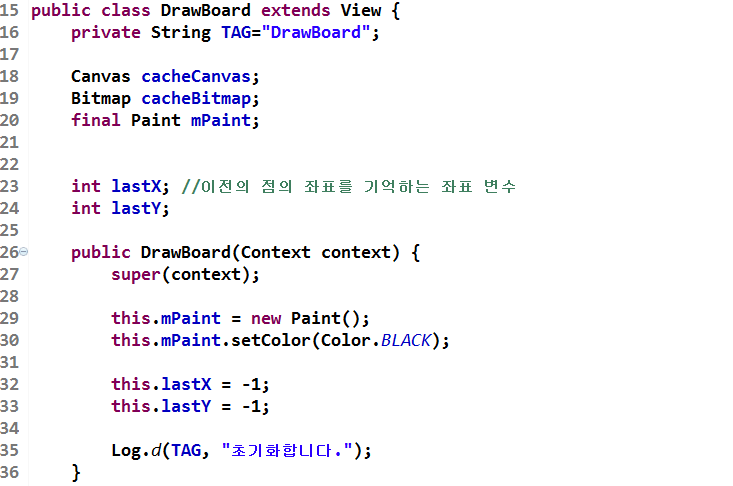 15 public class DrawBoard extends View {
16     private String TAG="DrawBoard";
17
18     Canvas cacheCanvas;
19     Bitmap cacheBitmap;
20     final Paint mPaint;
21
22
23     int lastX; //이전의 점의 좌표를 기억하는 좌표 변수
24     int lastY;
25
26     public DrawBoard(Context context) {
27         super(context);
28
29         this.mPaint = new Paint();
30         this.mPaint.setColor(Color.BLACK);
31
32         this.lastX = -1;
33         this.lastY = -1;
34
35         Log.d(TAG, "초기화합니다.");
36     }